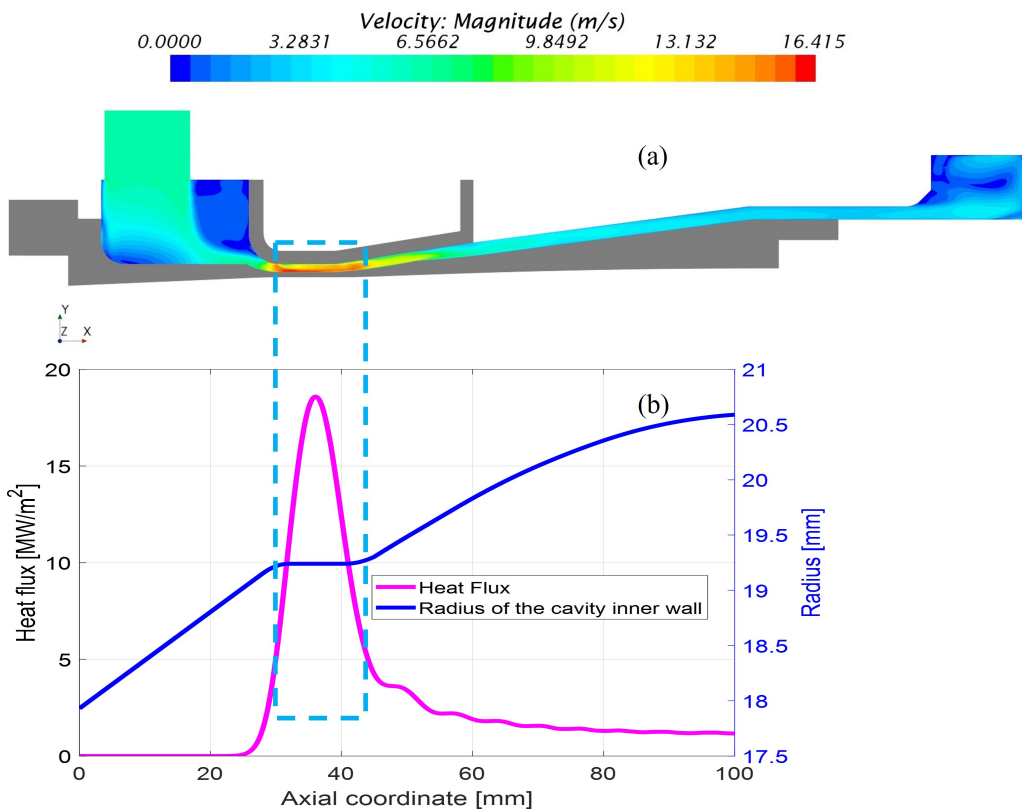 Velocity: Magnitude (m/s)
0.0000 3.2831 6.5662 9.8492 13.132 16.415
(a)
Y
Z X
20 21
(b)
20.5
15 20
Heat flux [MW/m²]
19.5
10
Radius [mm]
Heat Flux
19
Radius of the cavity inner wall
5 18.5
18
0 17.5
0 20 40 60 80 100
Axial coordinate [mm]